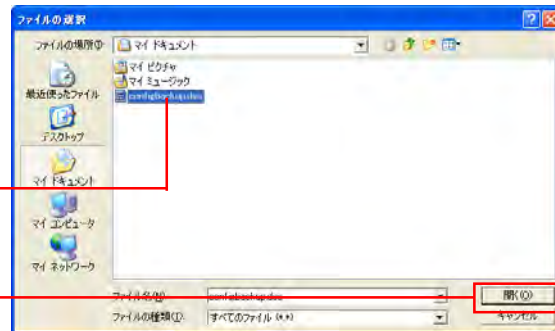 ファイルの選択
ファイルの場所(I):
マイ ドキュメント
マイ ピクチャ
マイ ミュージック
最近使ったファイル
デスクトップ
マイ ドキュメント
マイ コンピュータ
マイ ネットワーク
ファイル名(N):
開く(O)
ファイルの種類(T):
すべてのファイル (*.*)
キャンセル